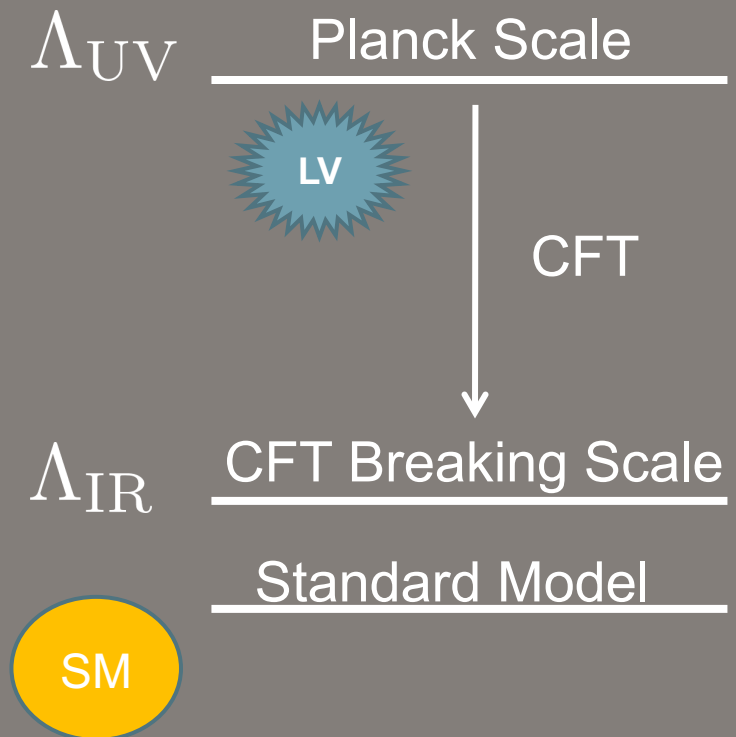 Λ_UV Planck Scale
LV
CFT
Λ_IR CFT Breaking Scale
Standard Model
SM